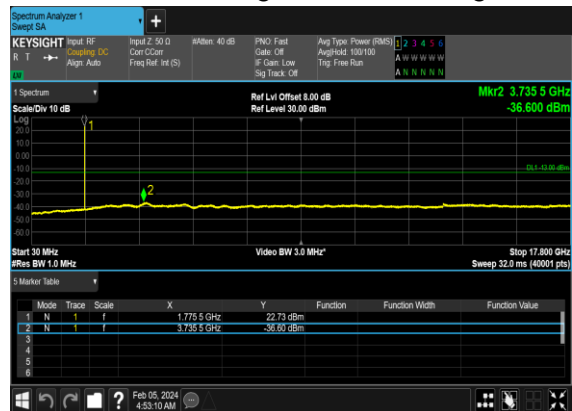 Spectrum Analyzer 1
Swept SA
+
KEYSIGHT Input: RF Input Z: 50 Ω #Atten: 40 dB PNO: Fast Avg Type: Power (RMS) 1 2 3 4 5 6
R T Coupling: DC Corr CCorr Gate: Off Avg|Hold: 100/100 A W W W W W
Align: Auto Freq Ref: Int (S) IF Gain: Low Trig: Free Run
LW Sig Track: Off A N N N N N
1 Spectrum Ref Lvl Offset 8.00 dB Mkr2 3.735 5 GHz
Scale/Div 10 dB Ref Level 30.00 dBm -36.600 dBm
Log
1
20.0
10.0
0.00
-10.0
DL1 -13.00 dBm
-20.0
2
-30.0
-40.0
-50.0
-60.0
Start 30 MHz Video BW 3.0 MHz* Stop 17.800 GHz
#Res BW 1.0 MHz Sweep 32.0 ms (40001 pts)
5 Marker Table
Mode Trace Scale X Y Function Function Width Function Value
1 N 1 f 1.775 5 GHz 22.73 dBm
2 N 1 f 3.735 5 GHz -36.60 dBm
3
4
5
6
? Feb 05, 2024
4:53:10 AM